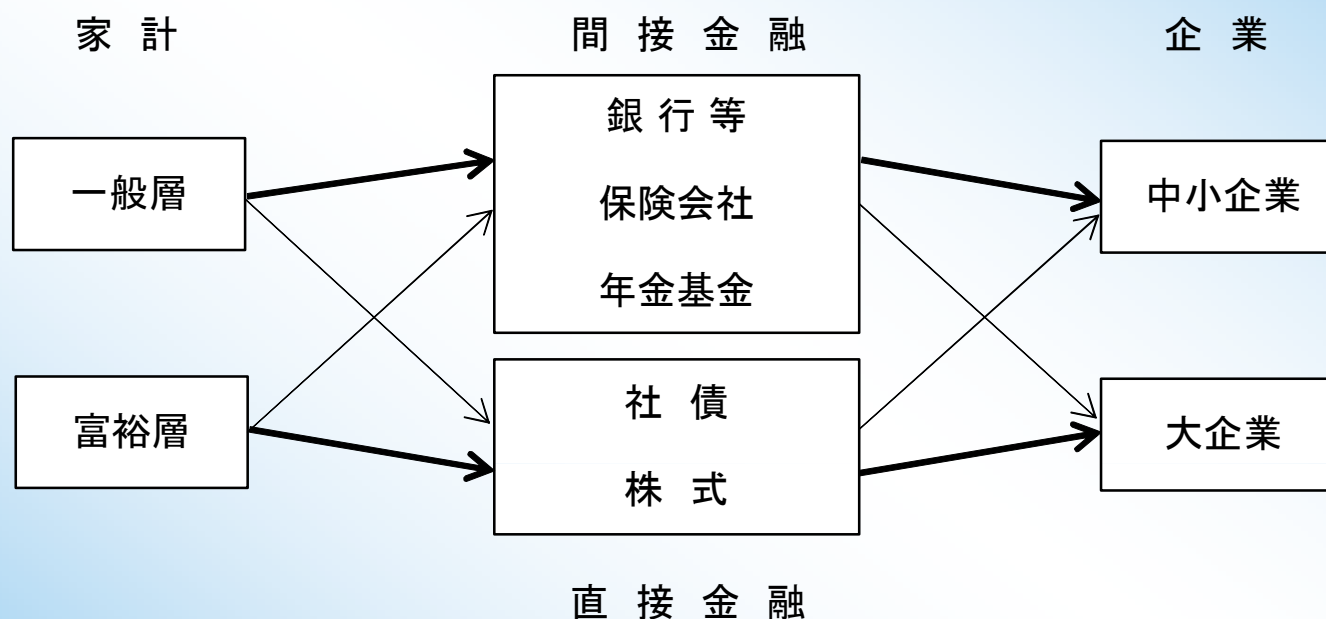 家 計
間 接 金 融
企 業
銀 行 等
保険会社
年金基金
一般層
中小企業
富裕層
社 債
株 式
大企業
直 接 金 融